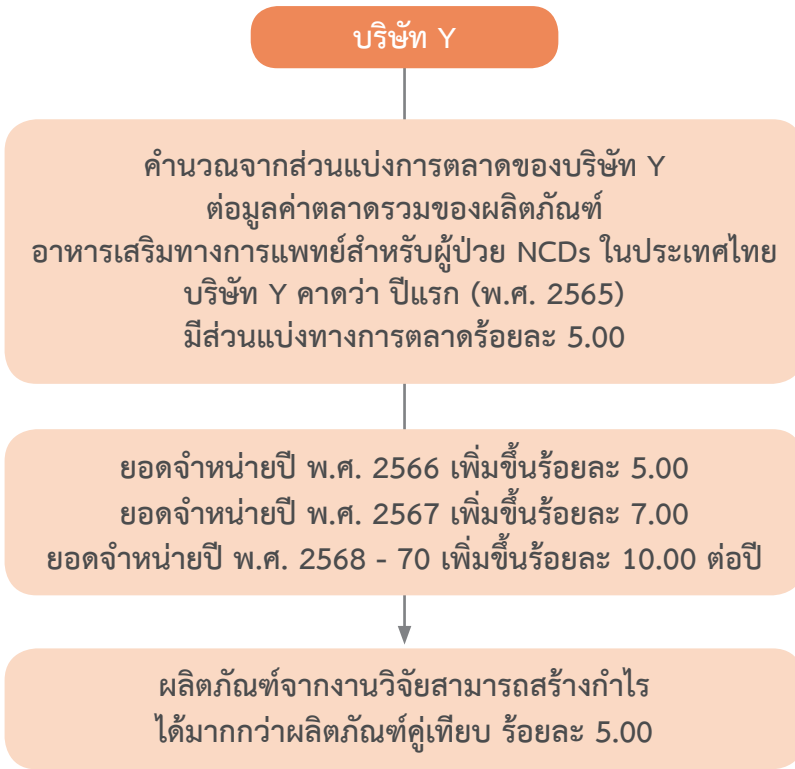 บริษัท Y
คำนวณจากส่วนแบ่งการตลาดของบริษัท Y
ต่อมูลค่าตลาดรวมของผลิตภัณฑ์
อาหารเสริมทางการแพทย์สำหรับผู้ป่วย NCDs ในประเทศไทย
บริษัท Y คาดว่า ปีแรก (พ.ศ. 2565)
มีส่วนแบ่งทางการตลาดร้อยละ 5.00
ยอดจำหน่ายปี พ.ศ. 2566 เพิ่มขึ้นร้อยละ 5.00
ยอดจำหน่ายปี พ.ศ. 2567 เพิ่มขึ้นร้อยละ 7.00
ยอดจำหน่ายปี พ.ศ. 2568 - 70 เพิ่มขึ้นร้อยละ 10.00 ต่อปี
ผลิตภัณฑ์จากงานวิจัยสามารถสร้างกำไร
ได้มากกว่าผลิตภัณฑ์คู่เทียบ ร้อยละ 5.00